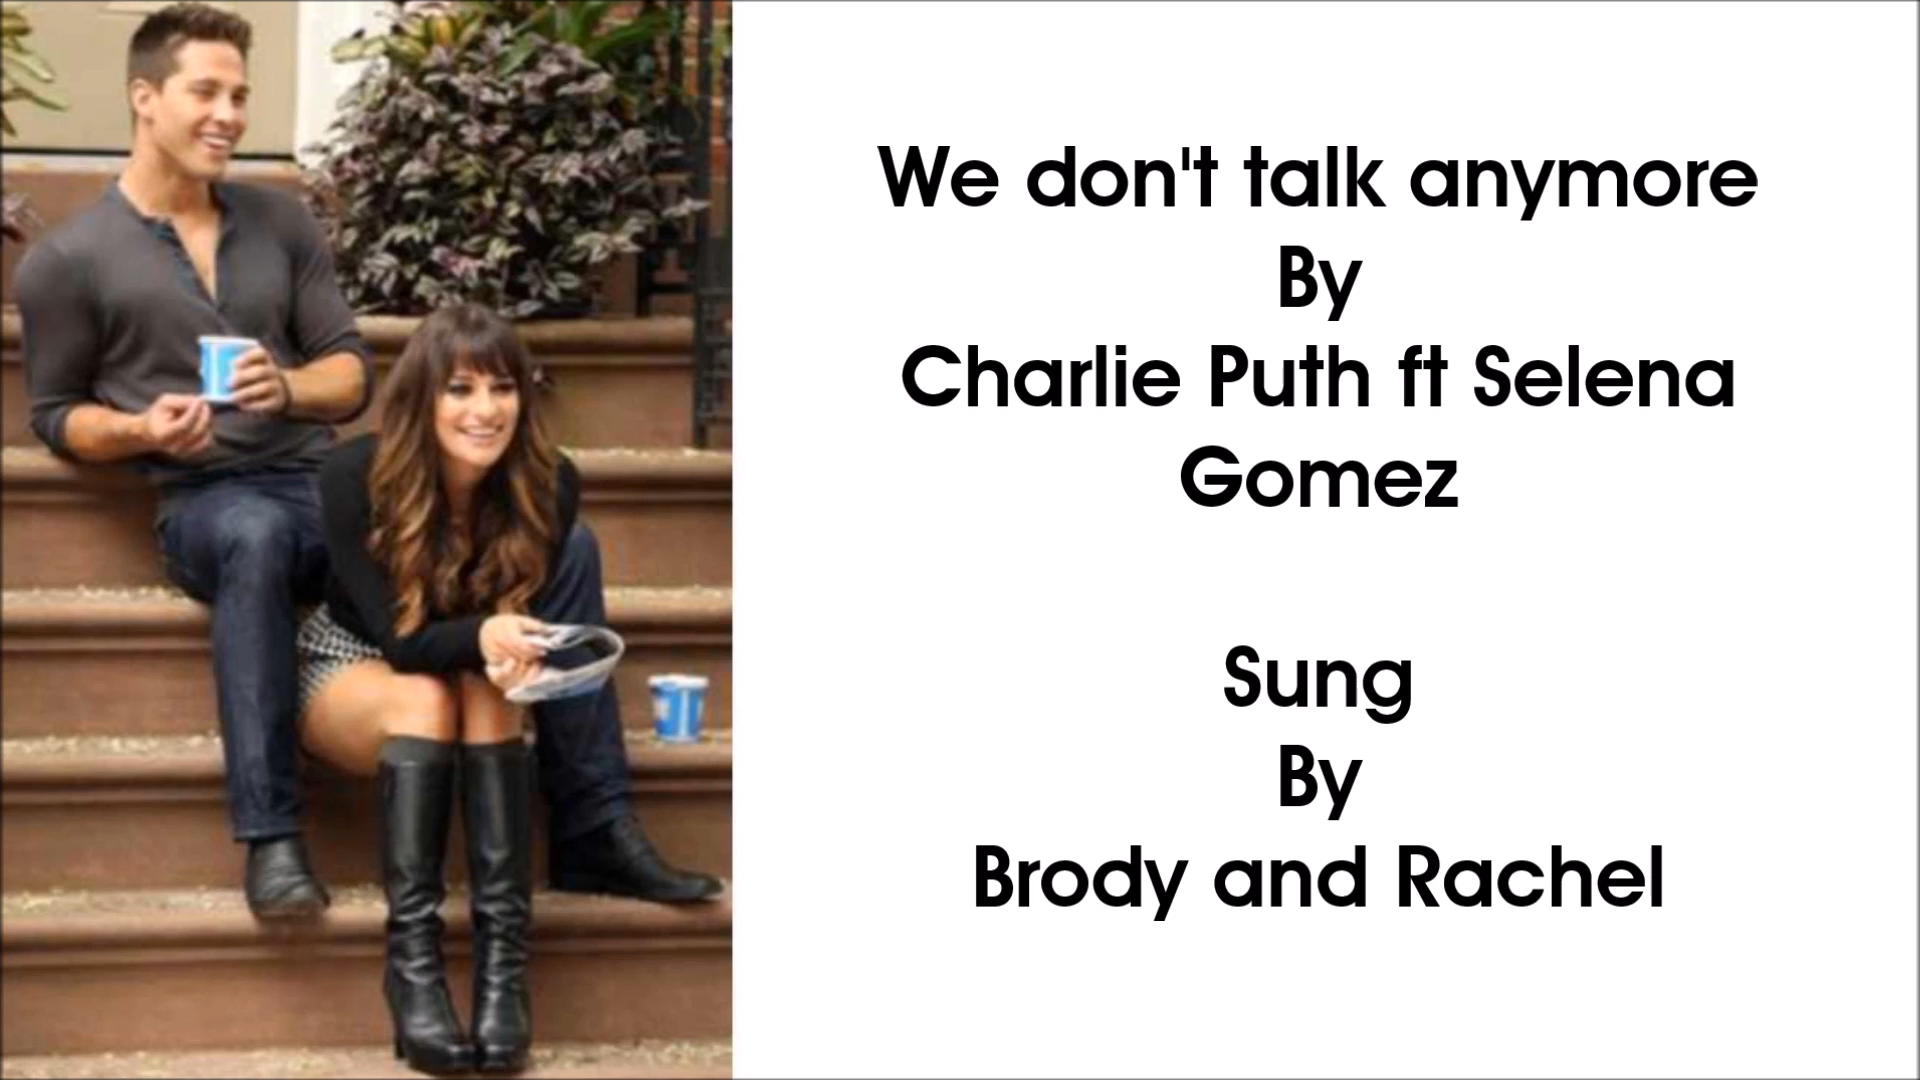 We don't talk anymore
By
Charlie Puth ft Selena
Gomez
Sung
By
Brody and Rachel